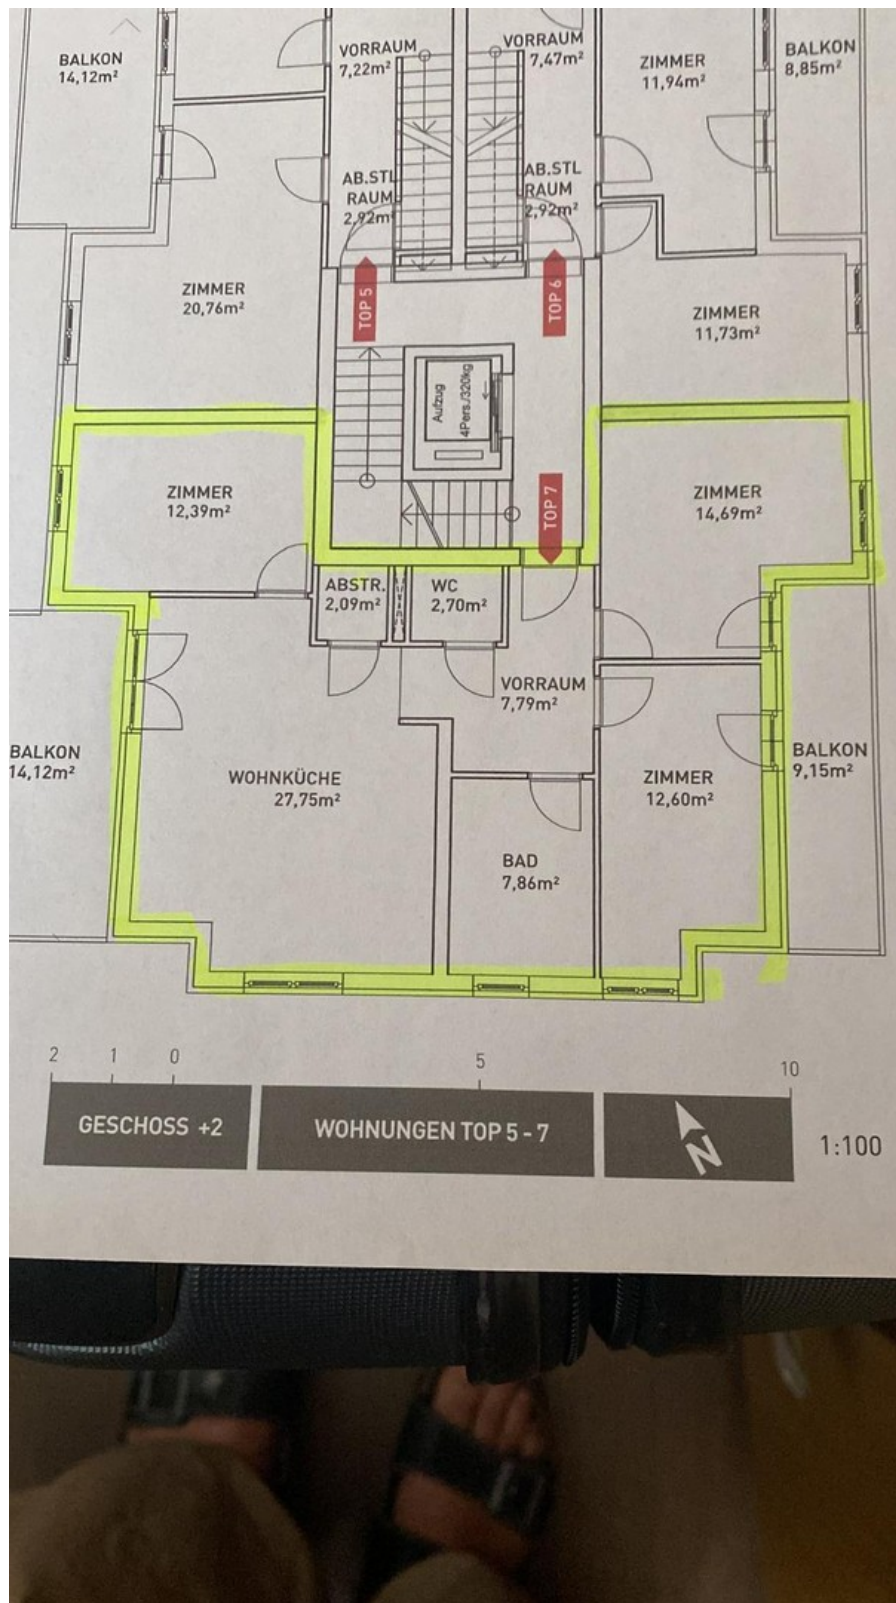 BALKON
14,12m²
VORRAUM
7,22m²
VORRAUM
7,47m²
ZIMMER
11,94m²
BALKON
8,85m²
AB.STL
RAUM
2,92m²
AB.STL
RAUM
2,92m²
ZIMMER
20,76m²
TOP 5
TOP 6
ZIMMER
11,73m²
Aufzug
4Pers./320kg
ZIMMER
12,39m²
TOP 7
ZIMMER
14,69m²
ABSTR.
2,09m²
WC
2,70m²
VORRAUM
7,79m²
BALKON
14,12m²
WOHNKÜCHE
27,75m²
ZIMMER
12,60m²
BALKON
9,15m²
BAD
7,86m²
2 1 0 5 10
GESCHOSS +2
WOHNUNGEN TOP 5 - 7
N
1:100